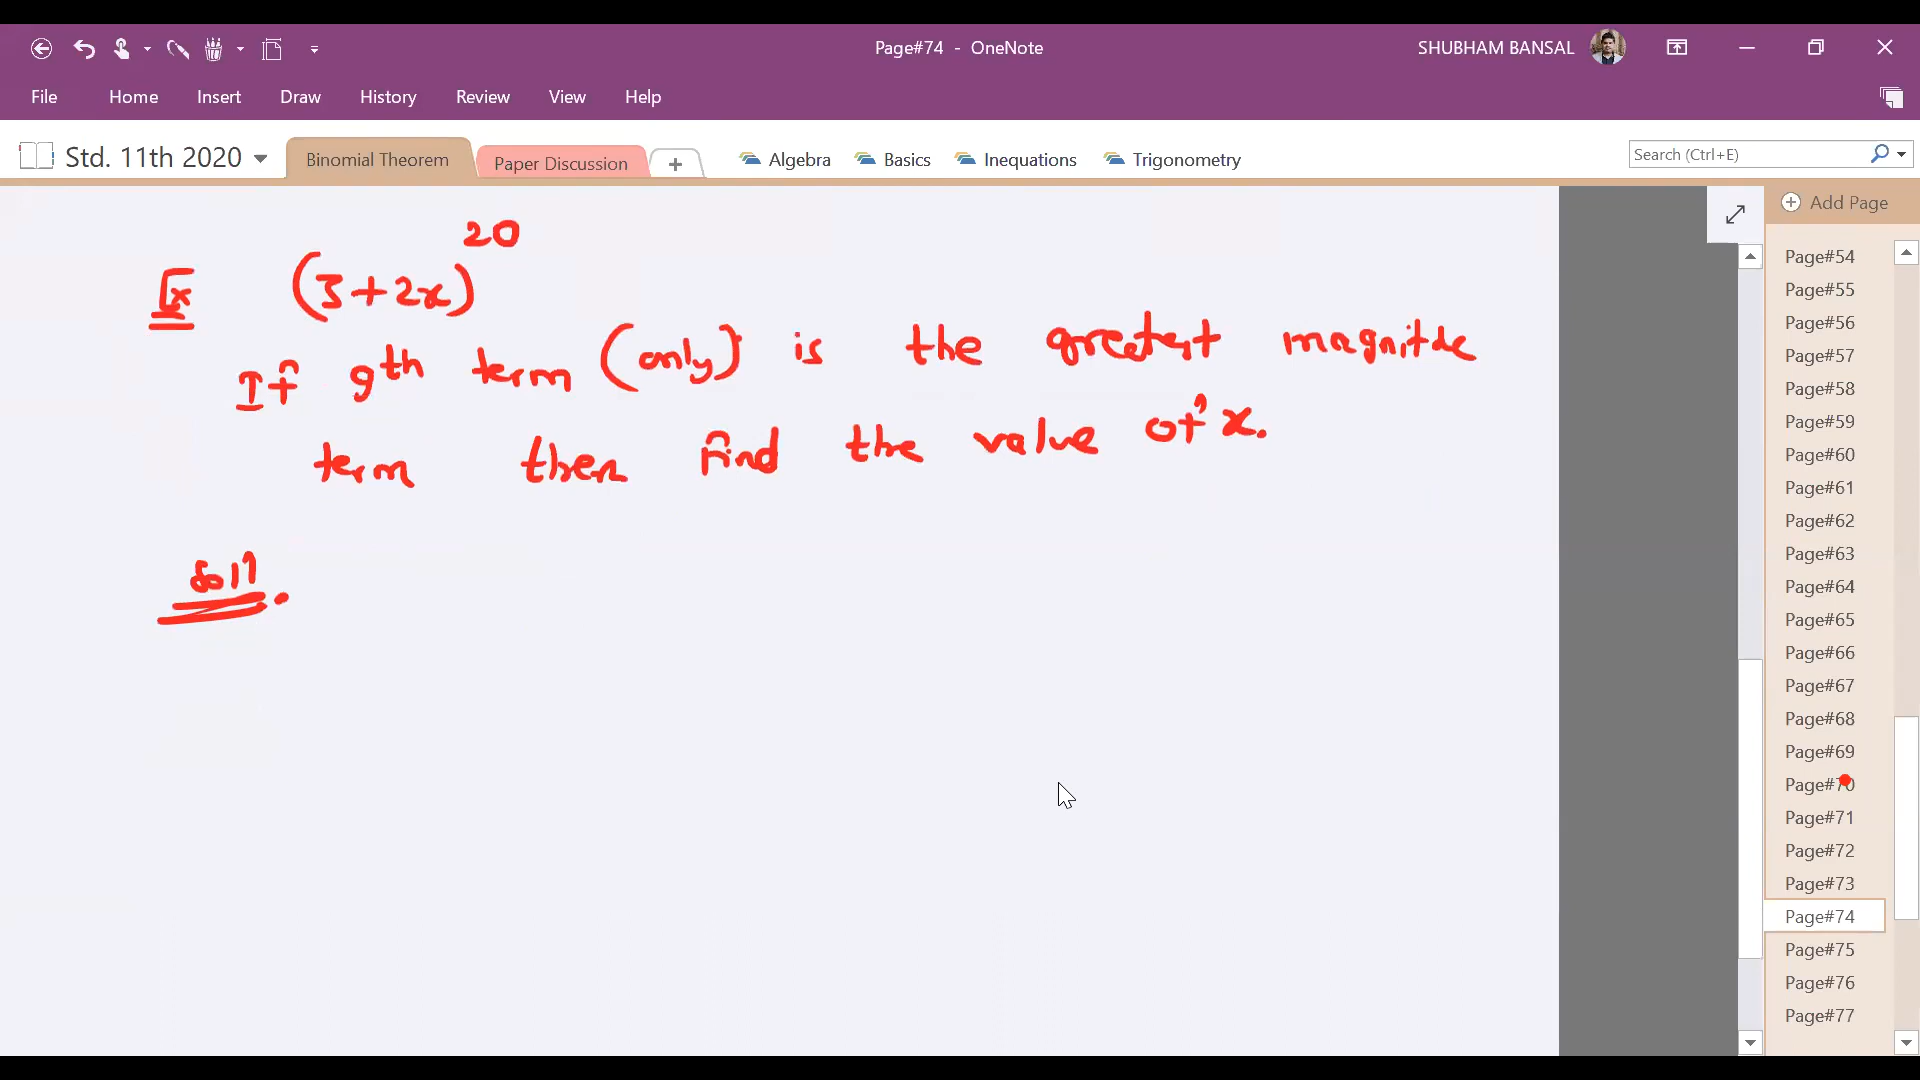 Page#74 - OneNote
SHUBHAM BANSAL
File Home Insert Draw History Review View Help
Std. 11th 2020
Binomial Theorem
Paper Discussion
Algebra
Basics
Inequations
Trigonometry
Search (Ctrl+E)
Add Page
Ex (3+2x)^20
If 9th term (only) is the greatest magnitde
term then find the value of x.
Soln.
Page#54
Page#55
Page#56
Page#57
Page#58
Page#59
Page#60
Page#61
Page#62
Page#63
Page#64
Page#65
Page#66
Page#67
Page#68
Page#69
Page#70
Page#71
Page#72
Page#73
Page#74
Page#75
Page#76
Page#77